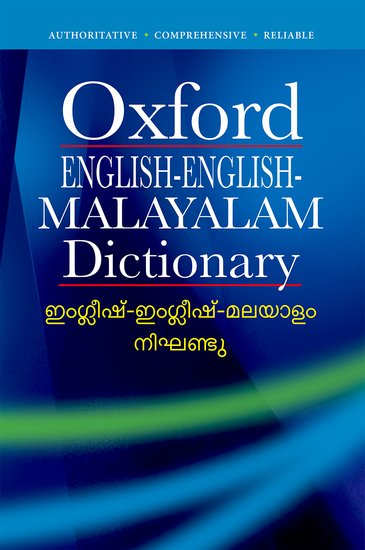 AUTHORITATIVE • COMPREHENSIVE • RELIABLE
Oxford
ENGLISH-ENGLISH-
MALAYALAM
Dictionary
ഇംഗ്ലീഷ്-ഇംഗ്ലീഷ്-മലയാളം
നിഘണ്ടു